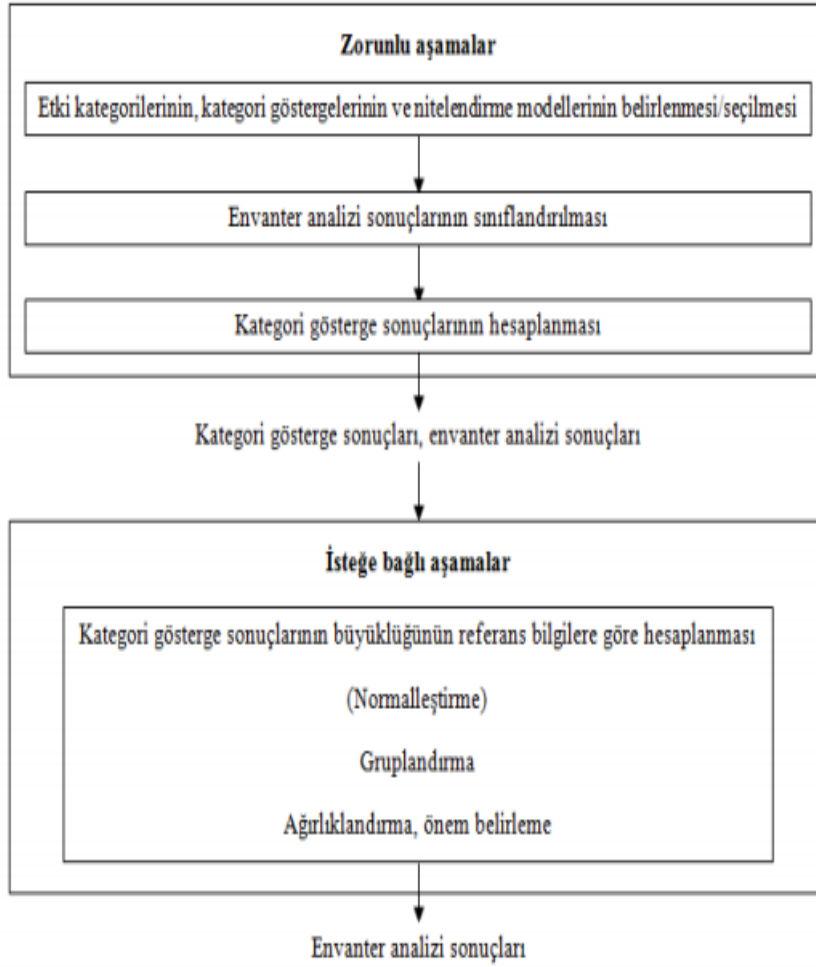 Zorunlu aşamalar
Etki kategorilerinin, kategori göstergelerinin ve nitelendirme modellerinin belirlenmesi/seçilmesi
Envanter analizi sonuçlarının sınıflandırılması
Kategori gösterge sonuçlarının hesaplanması
Kategori gösterge sonuçları, envanter analizi sonuçları
İsteğe bağlı aşamalar
Kategori gösterge sonuçlarının büyüklüğünün referans bilgilere göre hesaplanması
(Normalleştirme)
Gruplandırma
Ağırlıklandırma, önem belirleme
Envanter analizi sonuçları